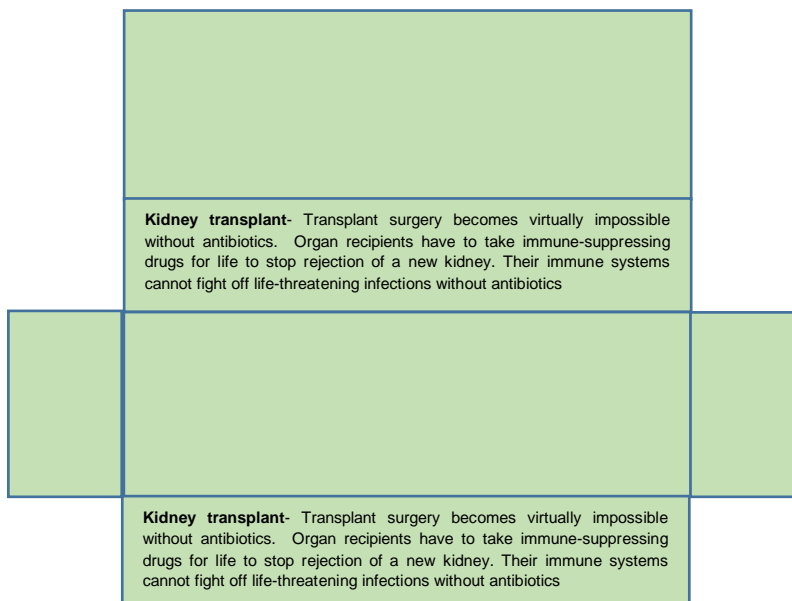 Kidney transplant- Transplant surgery becomes virtually impossible
without antibiotics. Organ recipients have to take immune-suppressing
drugs for life to stop rejection of a new kidney. Their immune systems
cannot fight off life-threatening infections without antibiotics
Kidney transplant- Transplant surgery becomes virtually impossible
without antibiotics. Organ recipients have to take immune-suppressing
drugs for life to stop rejection of a new kidney. Their immune systems
cannot fight off life-threatening infections without antibiotics